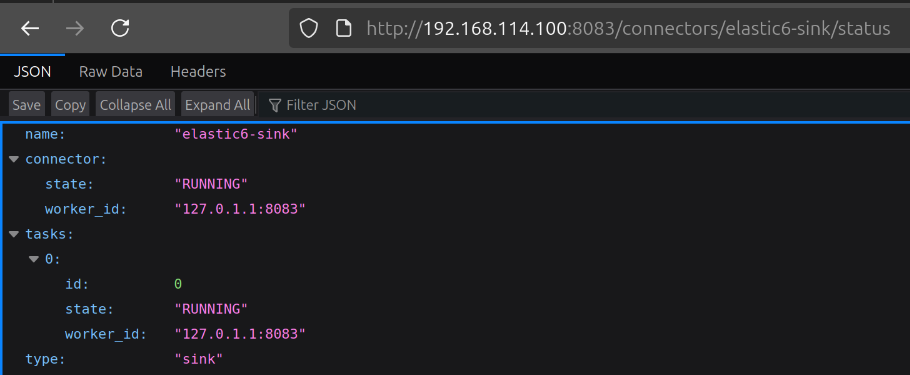 http://192.168.114.100:8083/connectors/elastic6-sink/status
JSON Raw Data Headers
Save Copy Collapse All Expand All Filter JSON
name: "elastic6-sink"
connector:
state: "RUNNING"
worker_id: "127.0.1.1:8083"
tasks:
0:
id: 0
state: "RUNNING"
worker_id: "127.0.1.1:8083"
type: "sink"